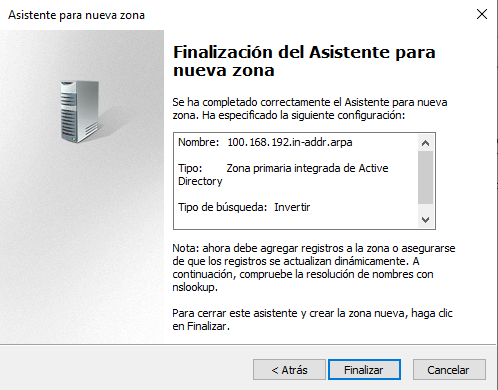 Asistente para nueva zona
Finalización del Asistente para
nueva zona
Se ha completado correctamente el Asistente para nueva
zona. Ha especificado la siguiente configuración:
Nombre: 100.168.192.in-addr.arpa
Tipo: Zona primaria integrada de Active
Directory
Tipo de búsqueda: Invertir
Nota: ahora debe agregar registros a la zona o asegurarse
de que los registros se actualizan dinámicamente. A
continuación, compruebe la resolución de nombres con
nslookup.
Para cerrar este asistente y crear la zona nueva, haga clic
en Finalizar.
< Atrás
Finalizar
Cancelar